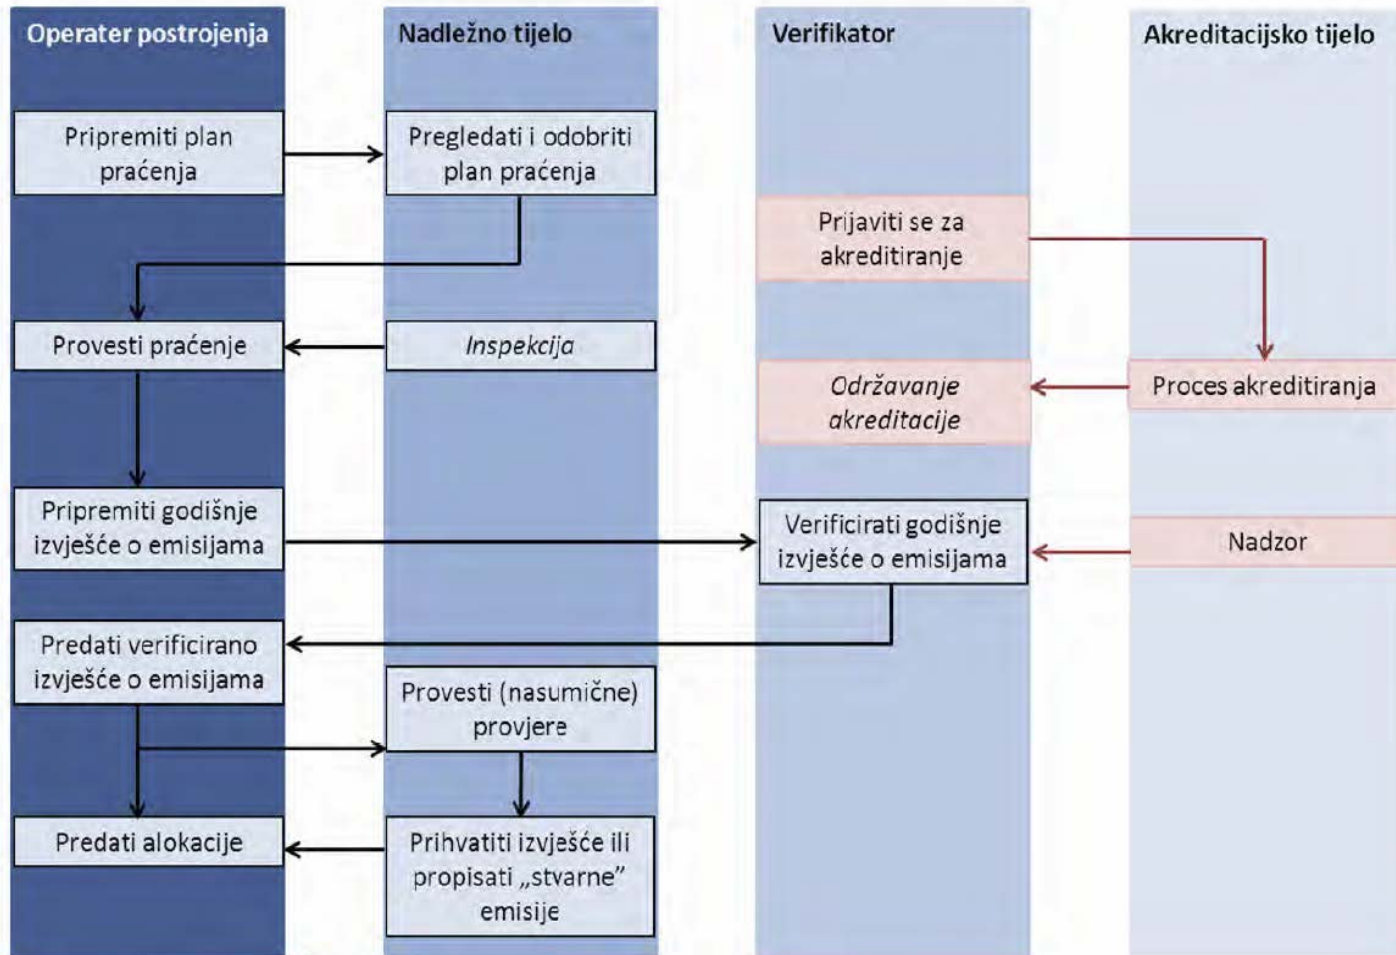 Operater postrojenja
Nadležno tijelo
Verifikator
Akreditacijsko tijelo
Pripremiti plan
praćenja
Pregledati i odobriti
plan praćenja
Prijaviti se za
akreditiranje
Provesti praćenje
Inspekcija
Održavanje
akreditacije
Proces akreditiranja
Pripremiti godišnje
izvješće o emisijama
Verificirati godišnje
izvješće o emisijama
Nadzor
Predati verificirano
izvješće o emisijama
Provesti (nasumične)
provjere
Predati alokacije
Prihvatiti izvješće ili
propisati „stvarne”
emisije